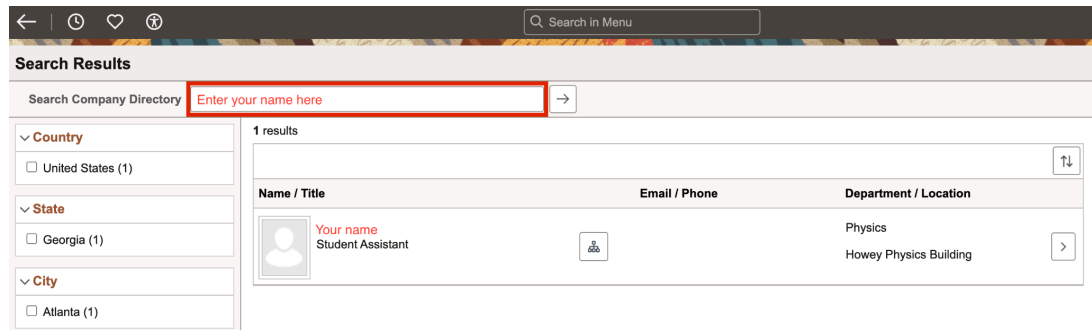 Search in Menu
Search Results
Search Company Directory Enter your name here
Country
United States (1)
State
Georgia (1)
City
Atlanta (1)
1 results
Name / Title Email / Phone Department / Location
Your name
Student Assistant
Physics
Howey Physics Building